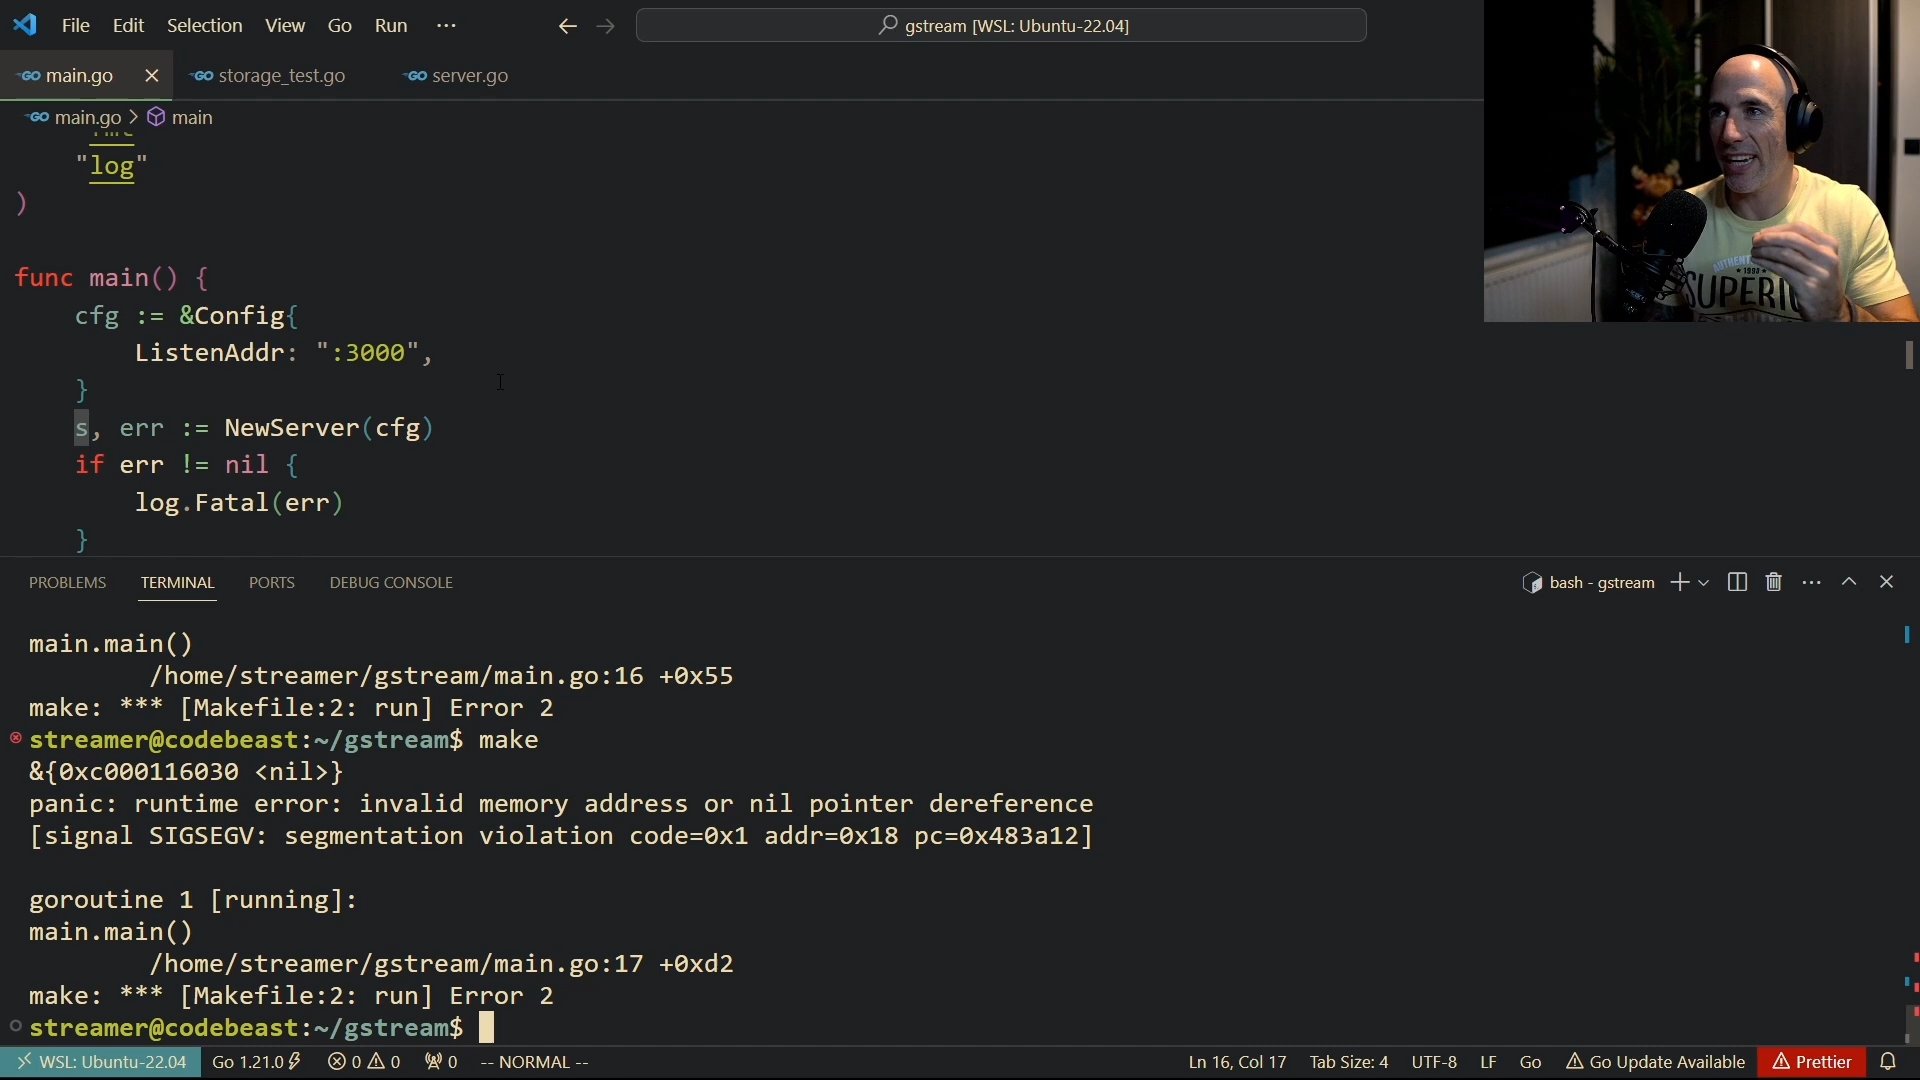 File Edit Selection View Go Run ···
gstream [WSL: Ubuntu-22.04]
GO main.go
GO storage_test.go
GO server.go
GO main.go > main
"log"
)
func main() {
cfg := &Config{
ListenAddr: ":3000",
}
s, err := NewServer(cfg)
if err != nil {
log.Fatal(err)
}
AUTHENTIC
★ 1990 ★
PROBLEMS TERMINAL PORTS DEBUG CONSOLE
bash - gstream
main.main()
/home/streamer/gstream/main.go:16 +0x55
make: *** [Makefile:2: run] Error 2
streamer@codebeast:~/gstream$ make
&{0xc000116030 <nil>}
panic: runtime error: invalid memory address or nil pointer dereference
[signal SIGSEGV: segmentation violation code=0x1 addr=0x18 pc=0x483a12]
goroutine 1 [running]:
main.main()
/home/streamer/gstream/main.go:17 +0xd2
make: *** [Makefile:2: run] Error 2
streamer@codebeast:~/gstream$
WSL: Ubuntu-22.04 Go 1.21.0 0 0 0 -- NORMAL -- Ln 16, Col 17 Tab Size: 4 UTF-8 LF Go Go Update Available Prettier